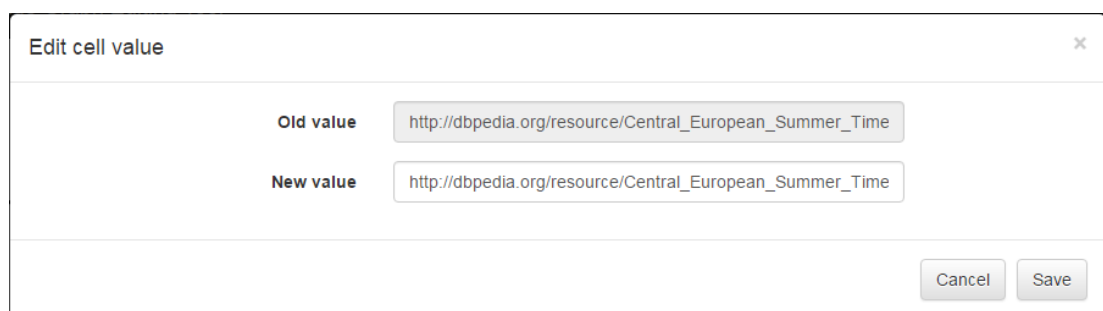 Edit cell value ×
Old value http://dbpedia.org/resource/Central_European_Summer_Time
New value http://dbpedia.org/resource/Central_European_Summer_Time
Cancel Save